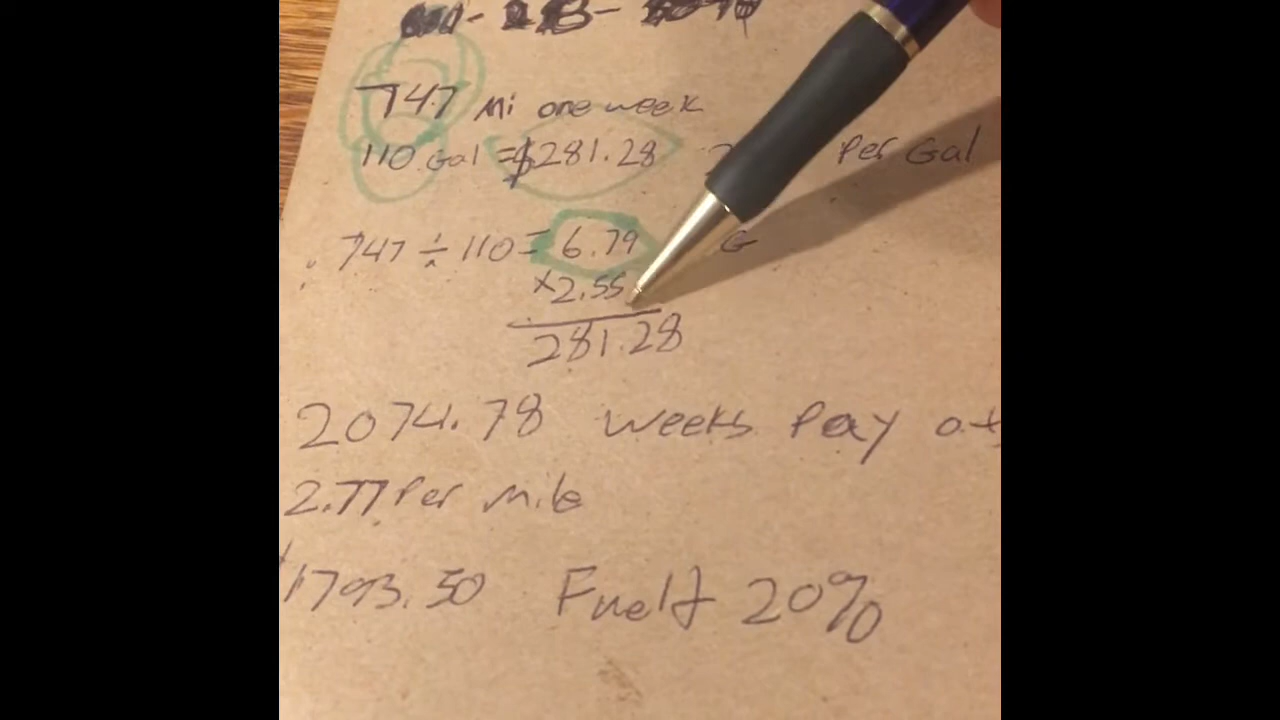 747 Mi one week
110 Gal = $281.28 Per Gal
747 ÷ 110 = 6.79 G
x2.55
281.28
2074.78 weeks Pay at
2.77 Per Mile
$1793.50 Fuel 20%